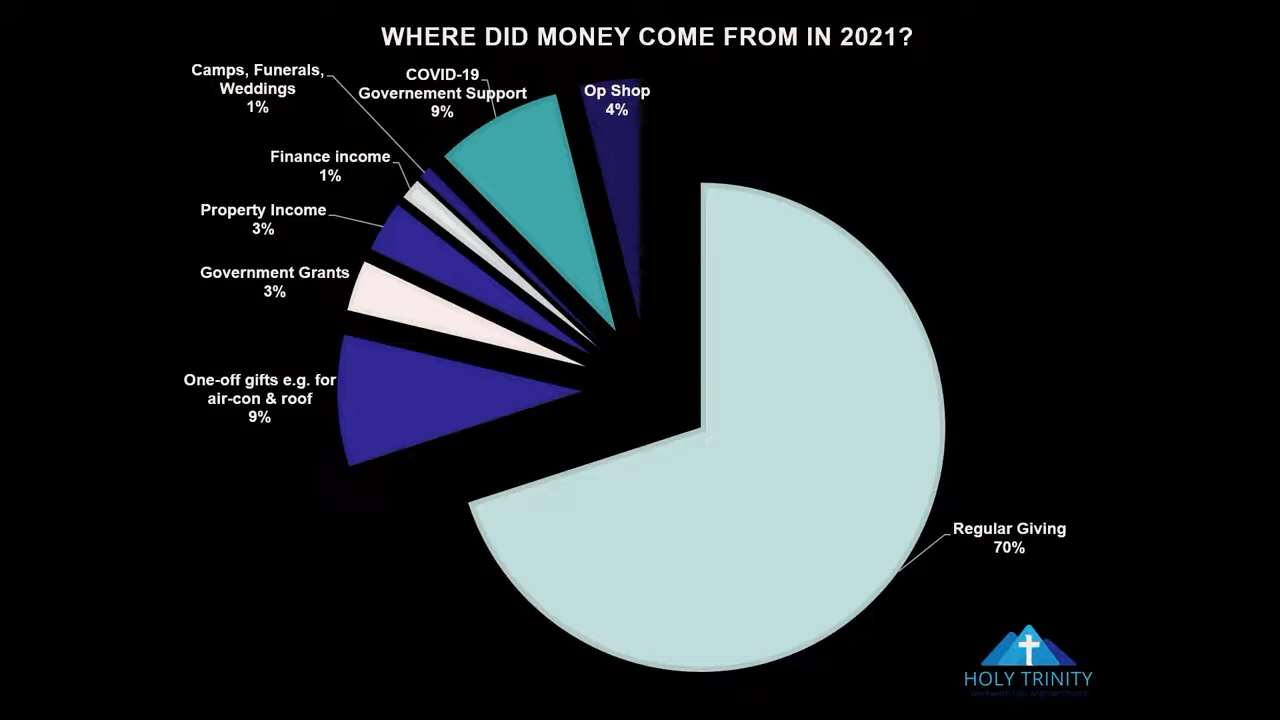 WHERE DID MONEY COME FROM IN 2021?
Camps, Funerals,
Weddings
1%
COVID-19
Governement Support
9%
Op Shop
4%
Finance income
1%
Property Income
3%
Government Grants
3%
One-off gifts e.g. for
air-con & roof
9%
Regular Giving
70%
HOLY TRINITY